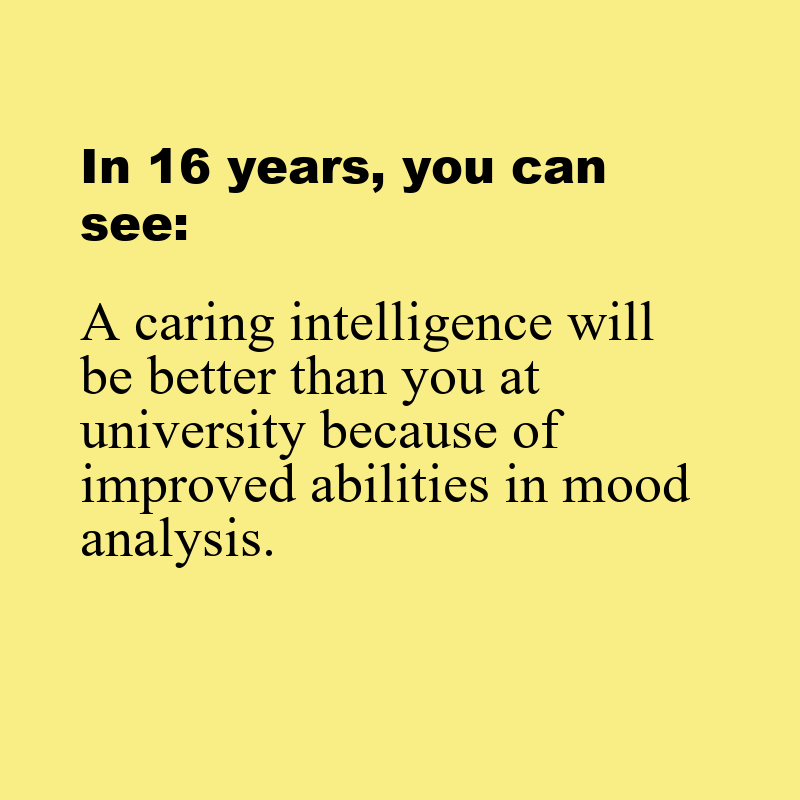 In 16 years, you can
see:
A caring intelligence will
be better than you at
university because of
improved abilities in mood
analysis.